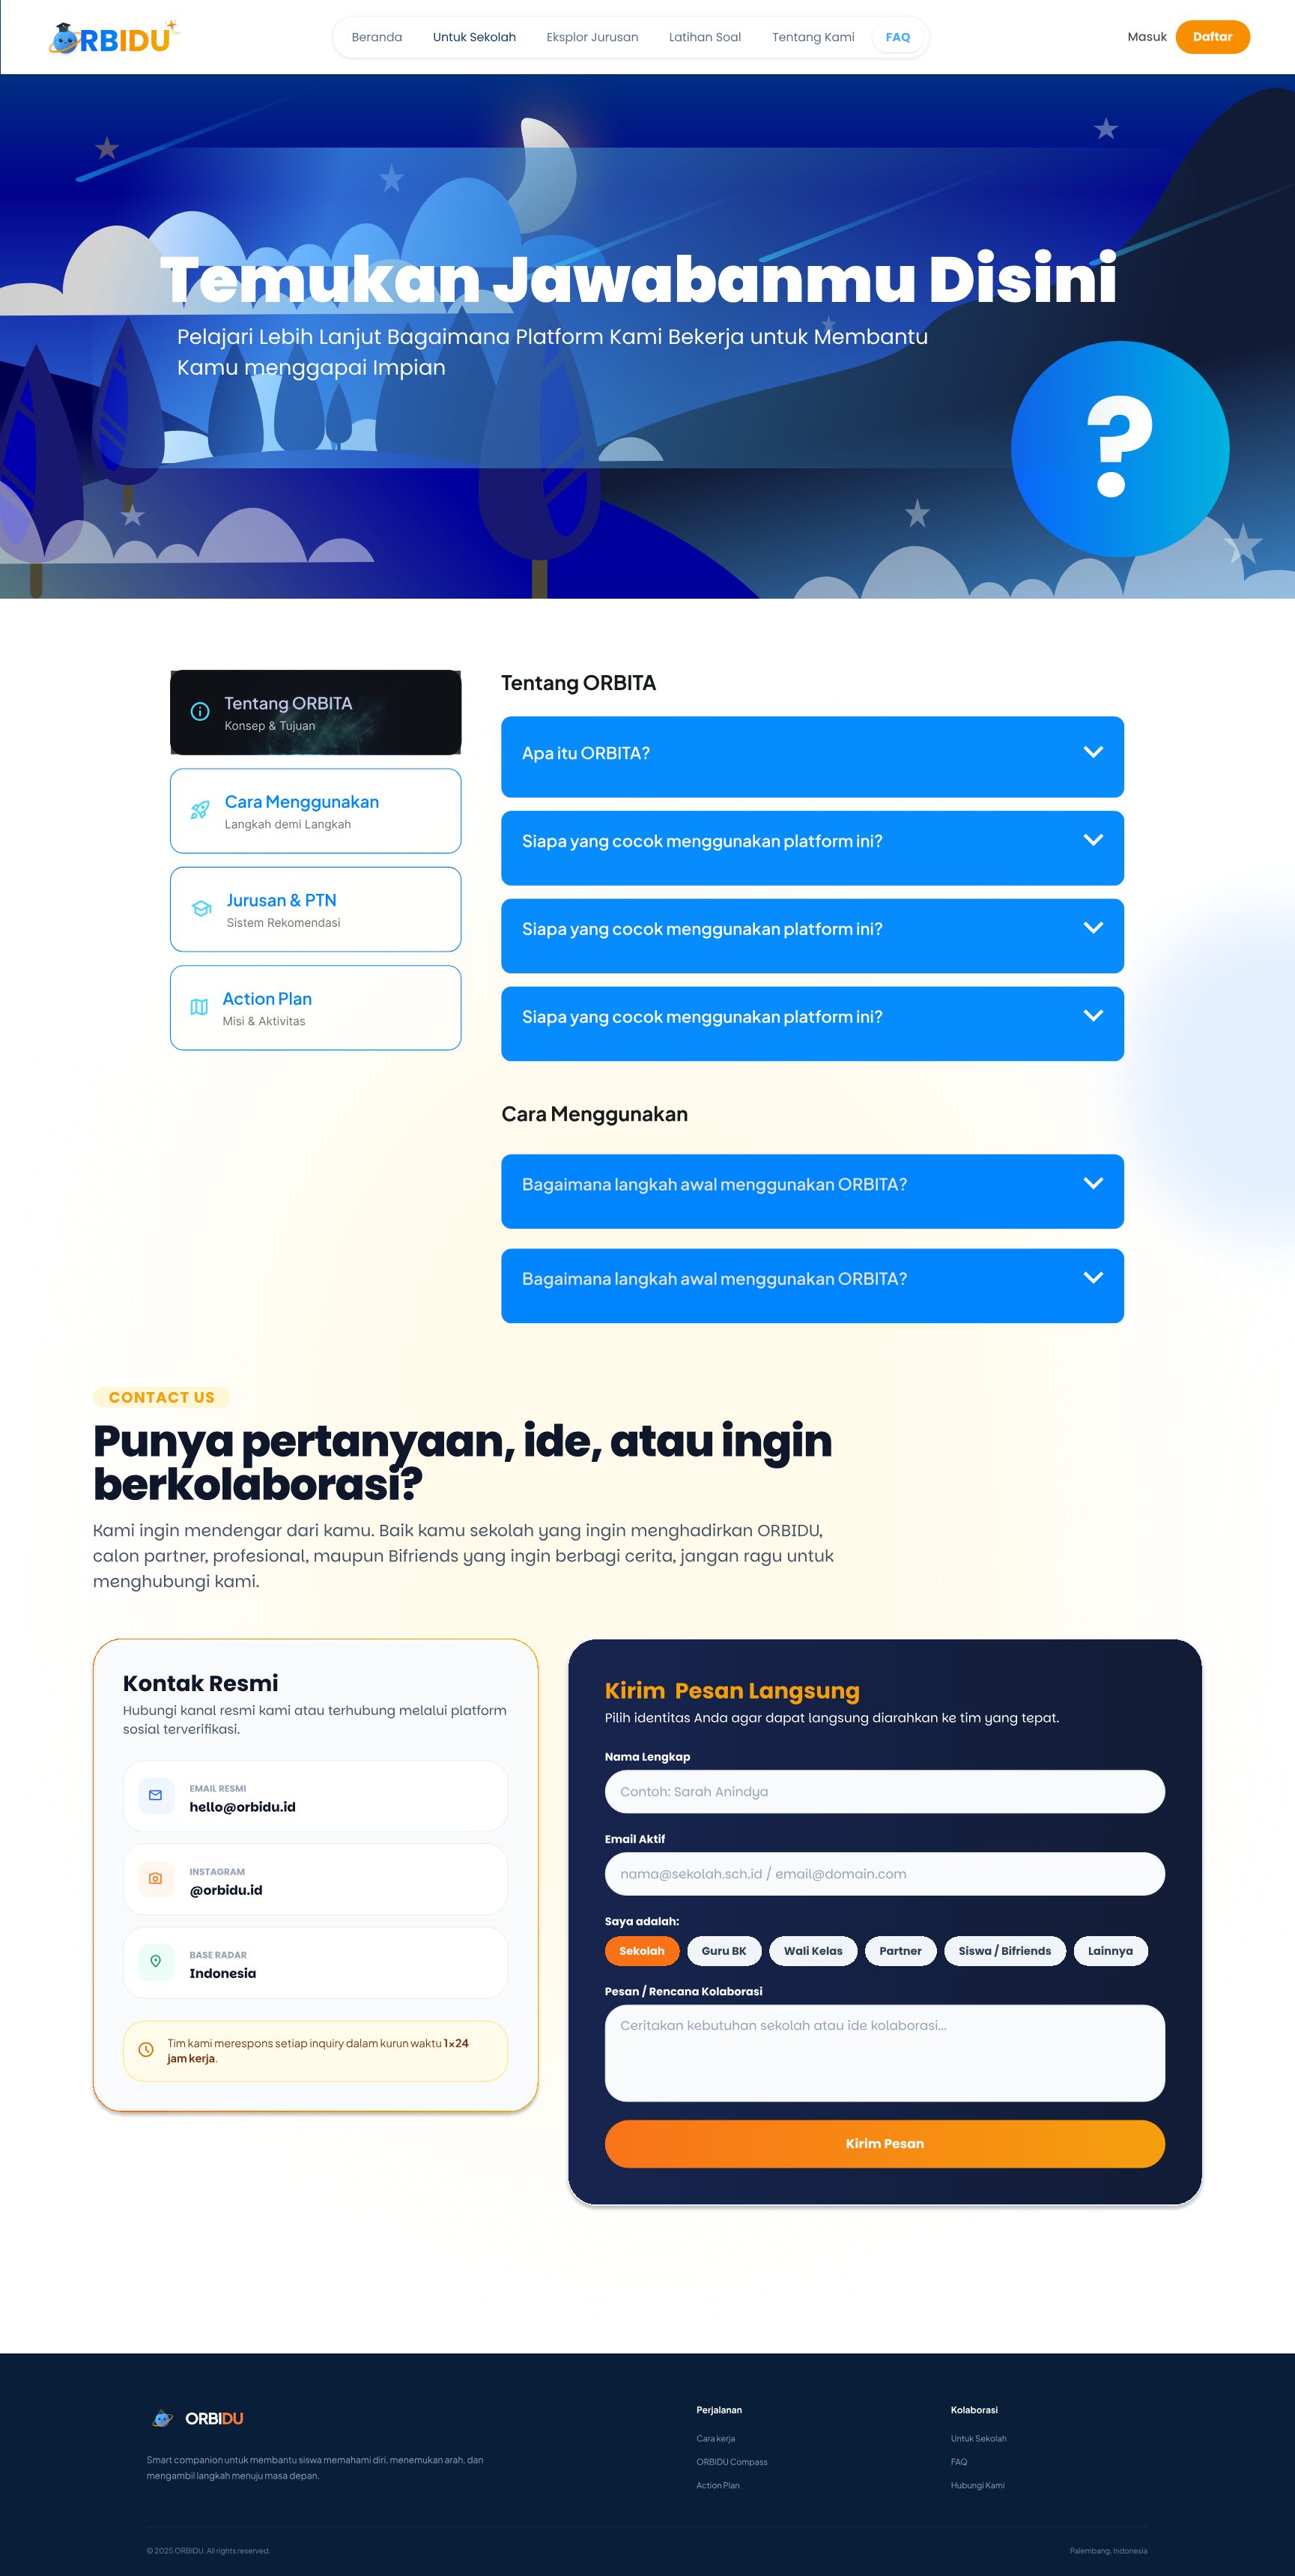 ORBIDU
Beranda
Untuk Sekolah
Eksplor Jurusan
Latihan Soal
Tentang Kami
FAQ
Masuk
Daftar
Temukan Jawabanmu Disini
Pelajari Lebih Lanjut Bagaimana Platform Kami Bekerja untuk Membantu
Kamu menggapai Impian
?
Tentang ORBITA
Konsep & Tujuan
Cara Menggunakan
Langkah demi Langkah
Jurusan & PTN
Sistem Rekomendasi
Action Plan
Misi & Aktivitas
Tentang ORBITA
Apa itu ORBITA?
Siapa yang cocok menggunakan platform ini?
Siapa yang cocok menggunakan platform ini?
Siapa yang cocok menggunakan platform ini?
Cara Menggunakan
Bagaimana langkah awal menggunakan ORBITA?
Bagaimana langkah awal menggunakan ORBITA?
CONTACT US
Punya pertanyaan, ide, atau ingin
berkolaborasi?
Kami ingin mendengar dari kamu. Baik kamu sekolah yang ingin menghadirkan ORBIDU,
calon partner, profesional, maupun Bifriends yang ingin berbagi cerita, jangan ragu untuk
menghubungi kami.
Kontak Resmi
Hubungi kanal resmi kami atau terhubung melalui platform
sosial terverifikasi.
EMAIL RESMI
hello@orbidu.id
INSTAGRAM
@orbidu.id
BASE RADAR
Indonesia
Tim kami merespons setiap inquiry dalam kurun waktu 1×24
jam kerja.
Kirim Pesan Langsung
Pilih identitas Anda agar dapat langsung diarahkan ke tim yang tepat.
Nama Lengkap
Contoh: Sarah Anindya
Email Aktif
nama@sekolah.sch.id / email@domain.com
Saya adalah:
Sekolah
Guru BK
Wali Kelas
Partner
Siswa / Bifriends
Lainnya
Pesan / Rencana Kolaborasi
Ceritakan kebutuhan sekolah atau ide kolaborasi...
Kirim Pesan
ORBIDU
Smart companion untuk membantu siswa memahami diri, menemukan arah, dan
mengambil langkah menuju masa depan.
Perjalanan
Cara kerja
ORBIDU Compass
Action Plan
Kolaborasi
Untuk Sekolah
FAQ
Hubungi Kami
© 2025 ORBIDU. All rights reserved.
Palembang, Indonesia